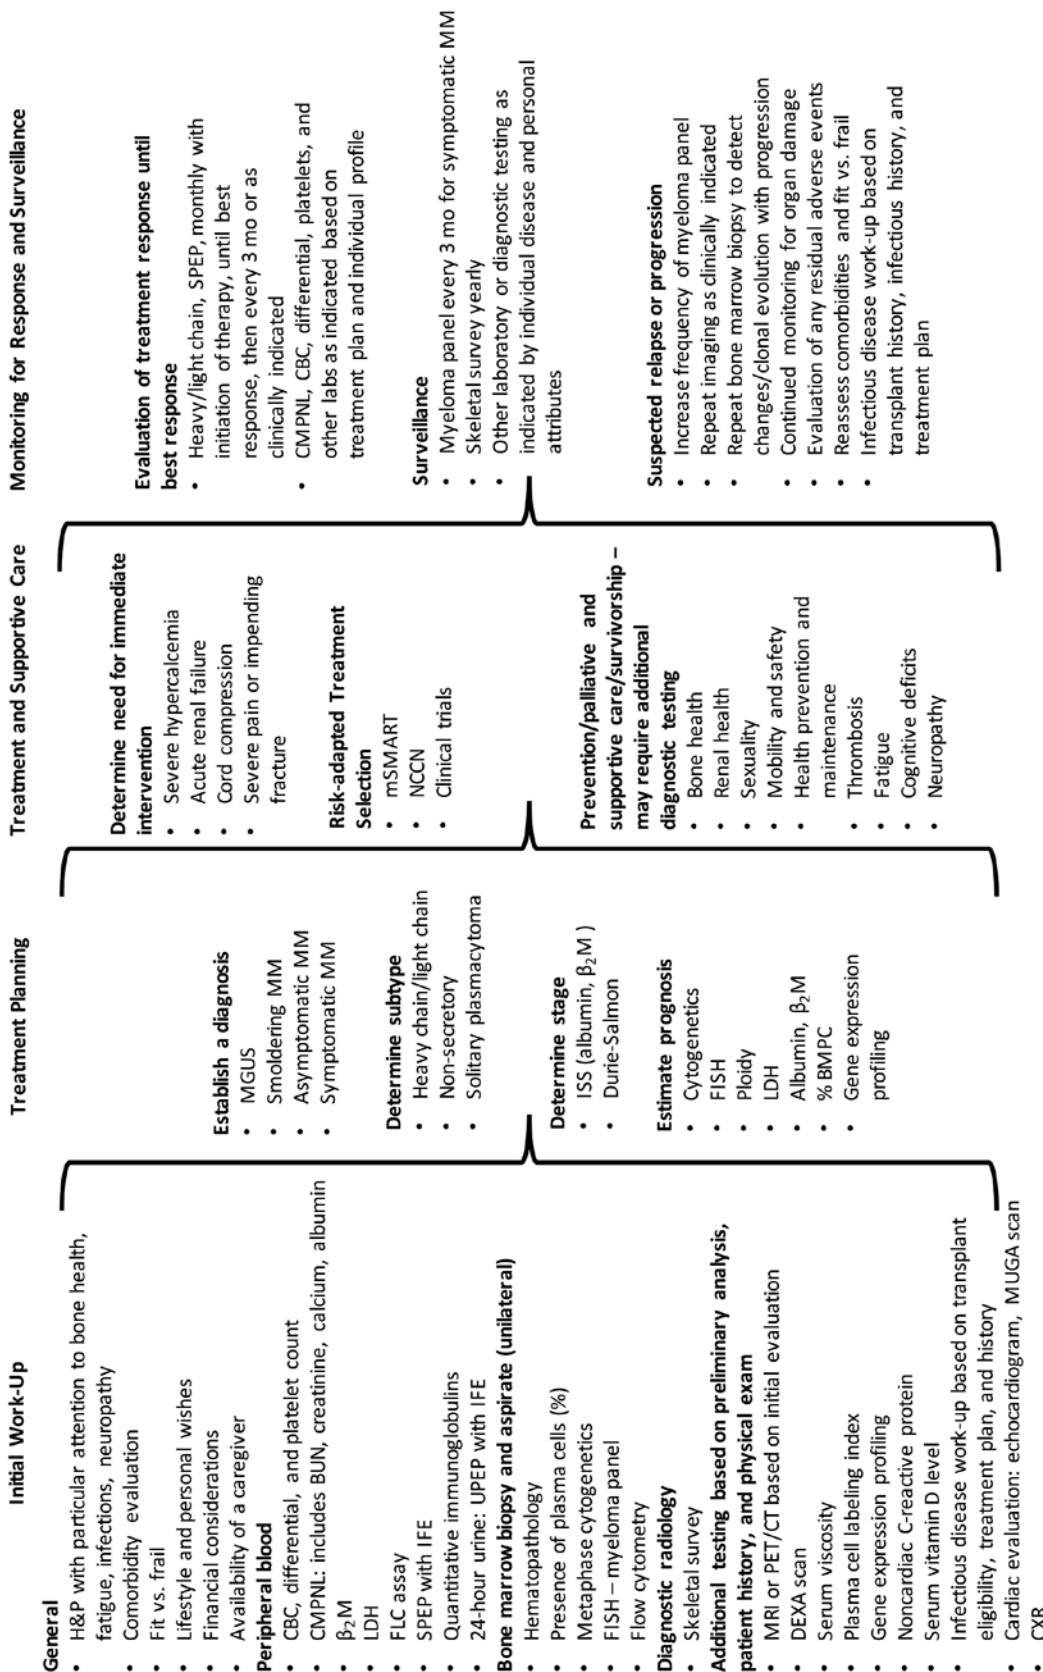 Initial Work-Up
General
• H&P with particular attention to bone health,
fatigue, infections, neuropathy
• Comorbidity evaluation
• Fit vs. frail
• Lifestyle and personal wishes
• Financial considerations
• Availability of a caregiver
Peripheral blood
• CBC, differential, and platelet count
• CMPNL: includes BUN, creatinine, calcium, albumin
• β₂M
• LDH
• FLC assay
• SPEP with IFE
• Quantitative immunoglobulins
• 24-hour urine: UPEP with IFE
Bone marrow biopsy and aspirate (unilateral)
• Hematopathology
• Presence of plasma cells (%)
• Metaphase cytogenetics
• FISH – myeloma panel
• Flow cytometry
Diagnostic radiology
• Skeletal survey
Additional testing based on preliminary analysis,
patient history, and physical exam
• MRI or PET/CT based on initial evaluation
• DEXA scan
• Serum viscosity
• Plasma cell labeling index
• Gene expression profiling
• Noncardiac C-reactive protein
• Serum vitamin D level
• Infectious disease work-up based on transplant
eligibility, treatment plan, and history
• Cardiac evaluation: echocardiogram, MUGA scan
• CXR
Treatment Planning
Establish a diagnosis
• MGUS
• Smoldering MM
• Asymptomatic MM
• Symptomatic MM
Determine subtype
• Heavy chain/light chain
• Non-secretory
• Solitary plasmacytoma
Determine stage
• ISS (albumin, β₂M )
• Durie-Salmon
Estimate prognosis
• Cytogenetics
• FISH
• Ploidy
• LDH
• Albumin, β₂M
• % BMPC
• Gene expression
profiling
Treatment and Supportive Care
Determine need for immediate
intervention
• Severe hypercalcemia
• Acute renal failure
• Cord compression
• Severe pain or impending
fracture
Risk-adapted Treatment
Selection
• mSMART
• NCCN
• Clinical trials
Prevention/palliative and
supportive care/survivorship –
may require additional
diagnostic testing
• Bone health
• Renal health
• Sexuality
• Mobility and safety
• Health prevention and
maintenance
• Thrombosis
• Fatigue
• Cognitive deficits
• Neuropathy
Monitoring for Response and Surveillance
Evaluation of treatment response until
best response
• Heavy/light chain, SPEP, monthly with
initiation of therapy, until best
response, then every 3 mo or as
clinically indicated
• CMPNL, CBC, differential, platelets, and
other labs as indicated based on
treatment plan and individual profile
Surveillance
• Myeloma panel every 3 mo for symptomatic MM
• Skeletal survey yearly
• Other laboratory or diagnostic testing as
indicated by individual disease and personal
attributes
Suspected relapse or progression
• Increase frequency of myeloma panel
• Repeat imaging as clinically indicated
• Repeat bone marrow biopsy to detect
changes/clonal evolution with progression
• Continued monitoring for organ damage
• Evaluation of any residual adverse events
• Reassess comorbidities and fit vs. frail
• Infectious disease work-up based on
transplant history, infectious history, and
treatment plan